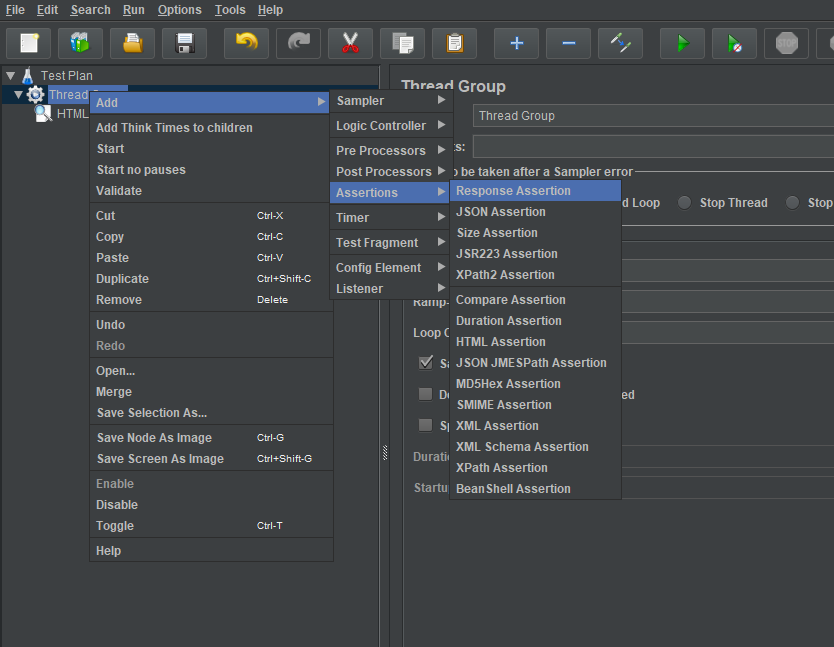 File Edit Search Run Options Tools Help
STOP
Test Plan
Thread
HTML
Add
Add Think Times to children
Start
Start no pauses
Validate
Cut Ctrl-X
Copy Ctrl-C
Paste Ctrl-V
Duplicate Ctrl+Shift-C
Remove Delete
Undo
Redo
Open...
Merge
Save Selection As...
Save Node As Image Ctrl-G
Save Screen As Image Ctrl+Shift-G
Enable
Disable
Toggle Ctrl-T
Help
Sampler
Logic Controller
Pre Processors
Post Processors
Assertions
Timer
Test Fragment
Config Element
Listener
Response Assertion
JSON Assertion
Size Assertion
JSR223 Assertion
XPath2 Assertion
Compare Assertion
Duration Assertion
HTML Assertion
JSON JMESPath Assertion
MD5Hex Assertion
SMIME Assertion
XML Assertion
XML Schema Assertion
XPath Assertion
BeanShell Assertion
Thread Group
Thread Group
to be taken after a Sampler error
Loop Stop Thread Stop
Ramp-
Loop